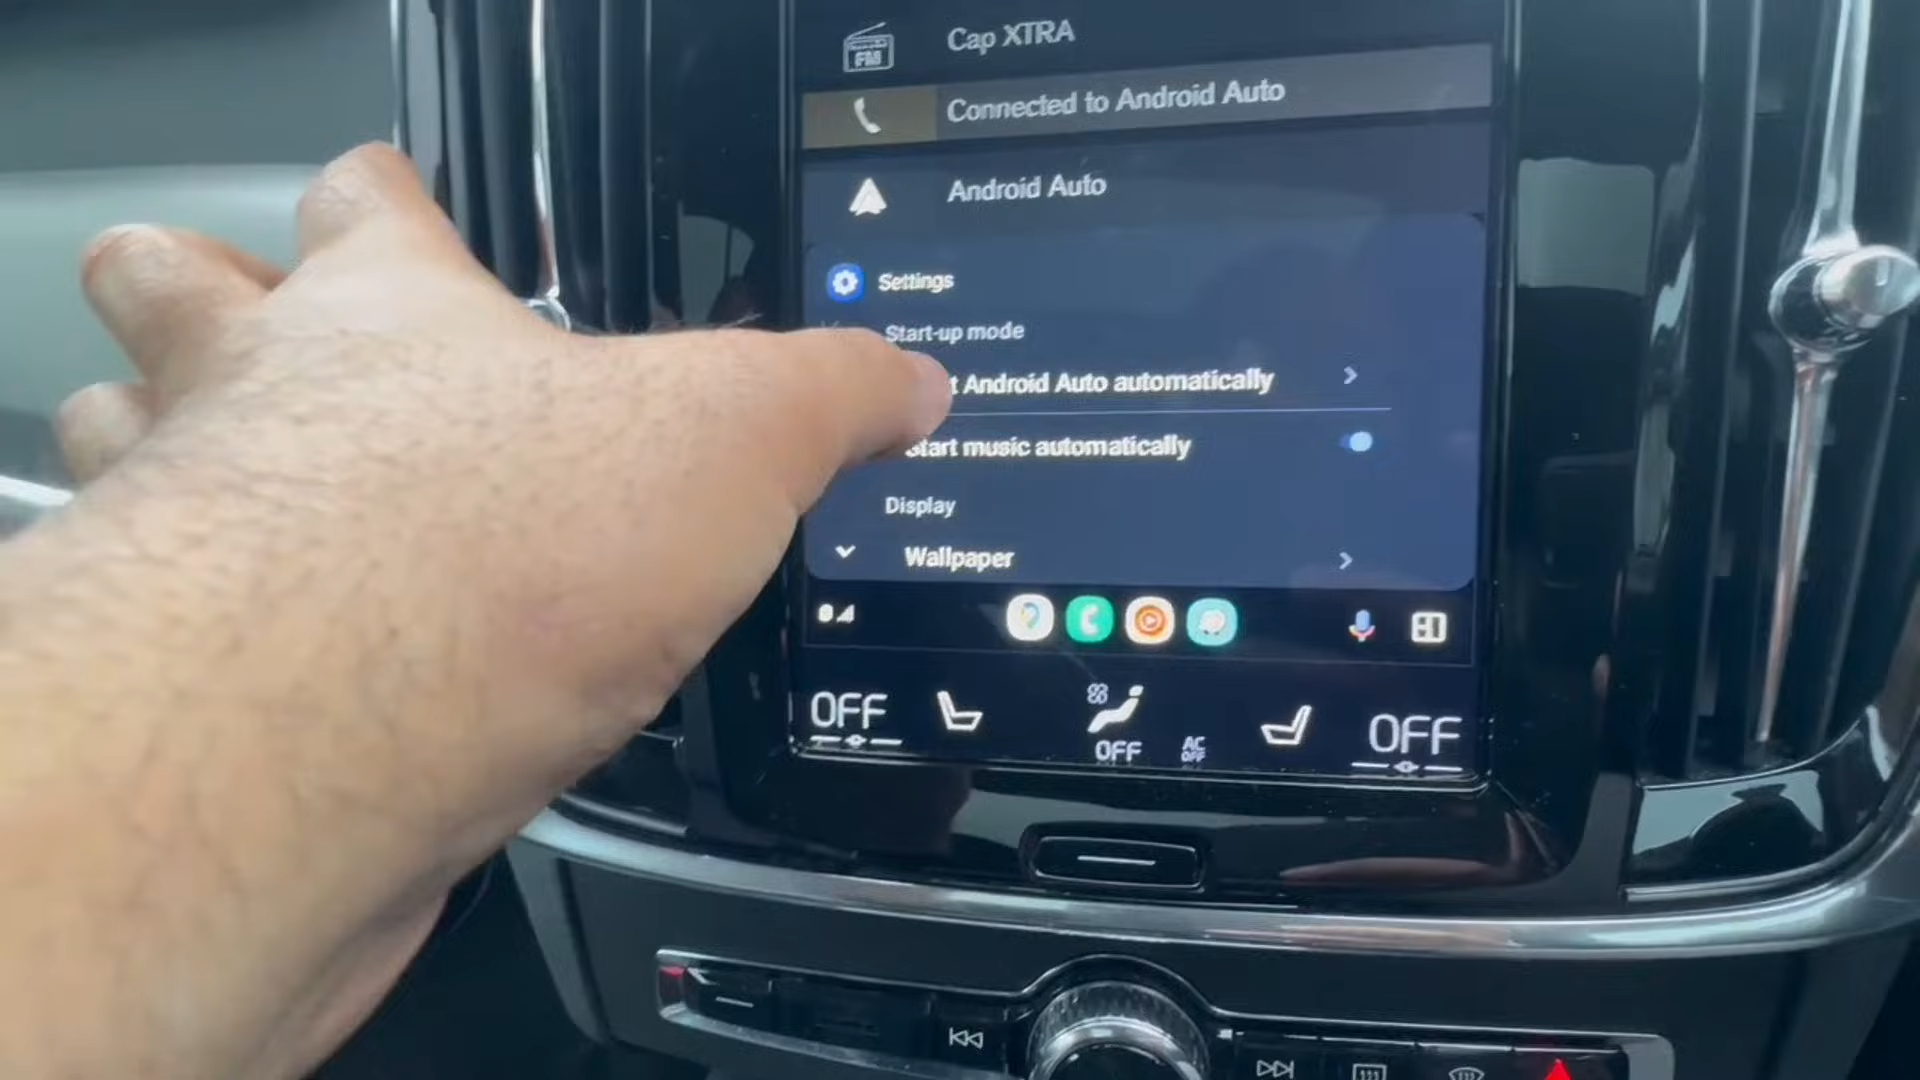 FM
Cap XTRA
Connected to Android Auto
Android Auto
Settings
Start-up mode
t Android Auto automatically
Start music automatically
Display
Wallpaper
OFF
OFF
AC
OFF
OFF